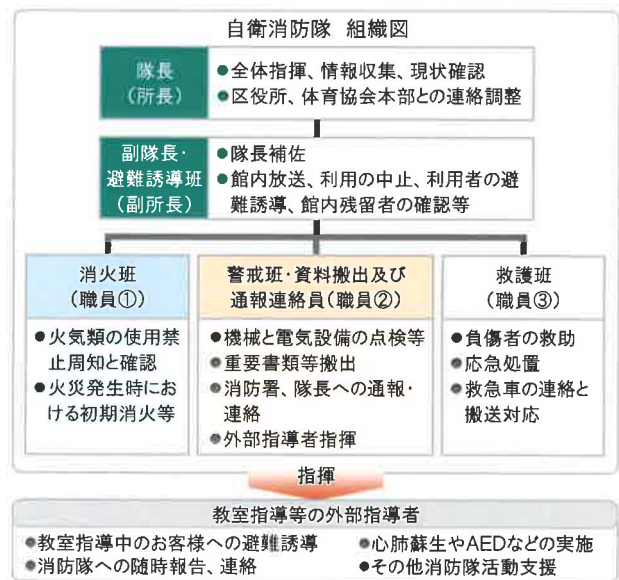 自衛消防隊 組織図
隊長
(所長)
●全体指揮、情報収集、現状確認
●区役所、体育協会本部との連絡調整
副隊長・
避難誘導班
(副所長)
●隊長補佐
●館内放送、利用の中止、利用者の避
難誘導、館内残留者の確認等
消火班
(職員①)
●火気類の使用禁
止周知と確認
●火災発生時にお
ける初期消火等
警戒班・資料搬出及び
通報連絡員(職員②)
●機械と電気設備の点検等
●重要書類等搬出
●消防署、隊長への通報・
連絡
●外部指導者指揮
救護班
(職員③)
●負傷者の救助
●応急処置
●救急車の連絡と
搬送対応
指揮
教室指導等の外部指導者
●教室指導中のお客様への避難誘導
●消防隊への随時報告、連絡
●心肺蘇生やAEDなどの実施
●その他消防隊活動支援